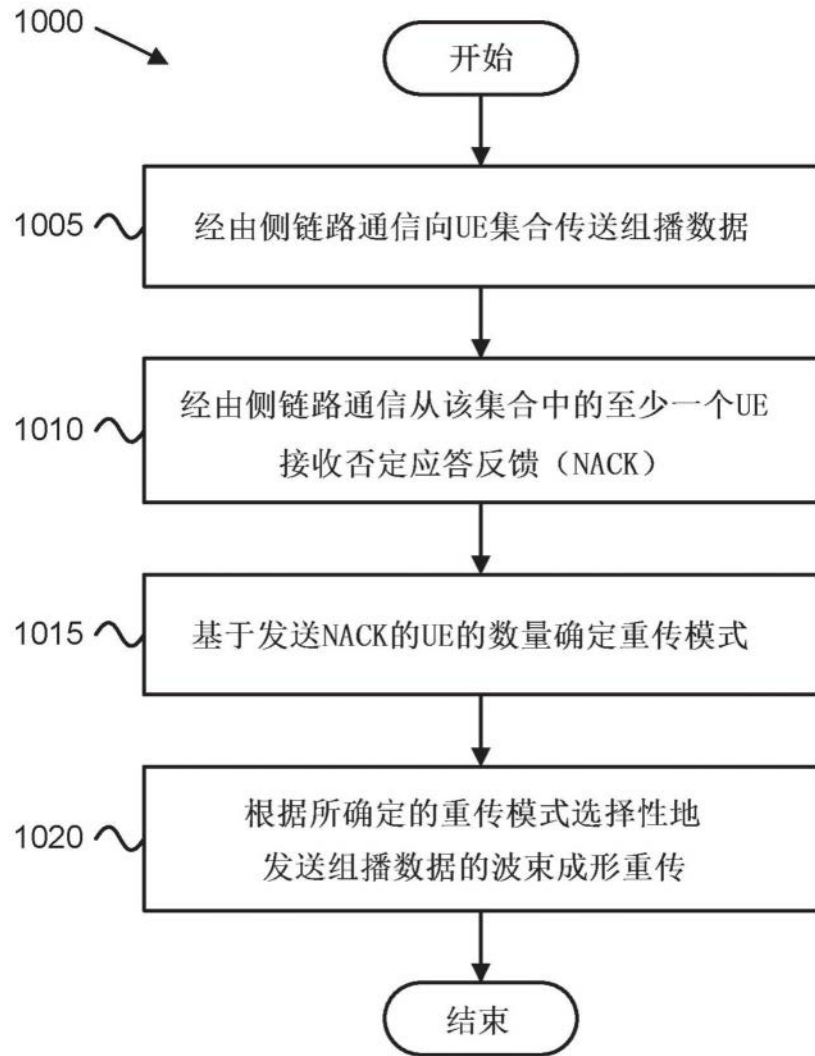 1000
开始
1005
经由侧链路通信向UE集合传送组播数据
1010
经由侧链路通信从该集合中的至少一个UE
接收否定应答反馈（NACK）
1015
基于发送NACK的UE的数量确定重传模式
1020
根据所确定的重传模式选择性地
发送组播数据的波束成形重传
结束